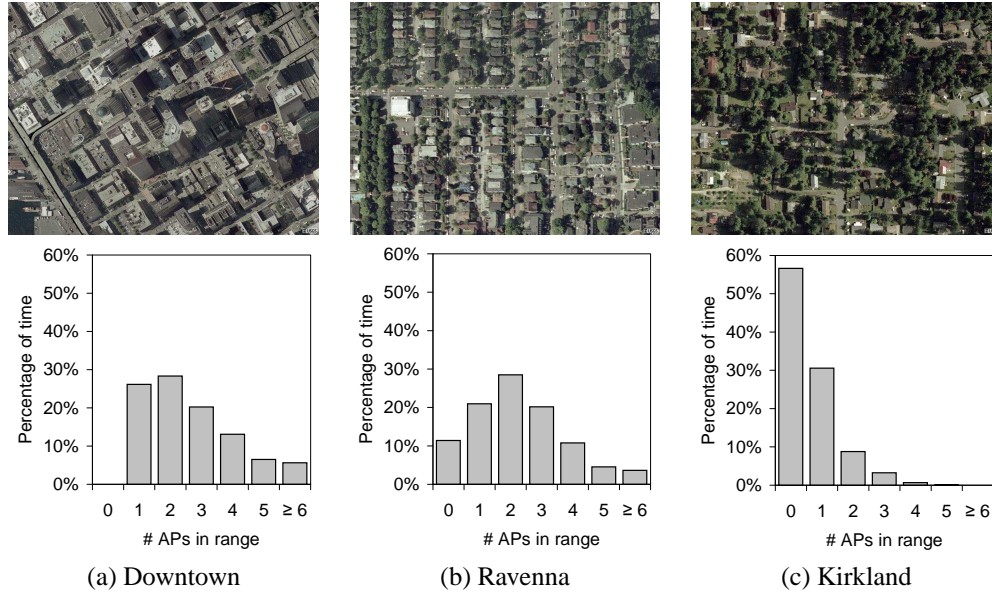 60%
50%
40%
30%
20%
10%
0%
Percentage of time
0 1 2 3 4 5 ≥ 6
# APs in range
(a) Downtown
60%
50%
40%
30%
20%
10%
0%
Percentage of time
0 1 2 3 4 5 ≥ 6
# APs in range
(b) Ravenna
60%
50%
40%
30%
20%
10%
0%
Percentage of time
0 1 2 3 4 5 ≥ 6
# APs in range
(c) Kirkland